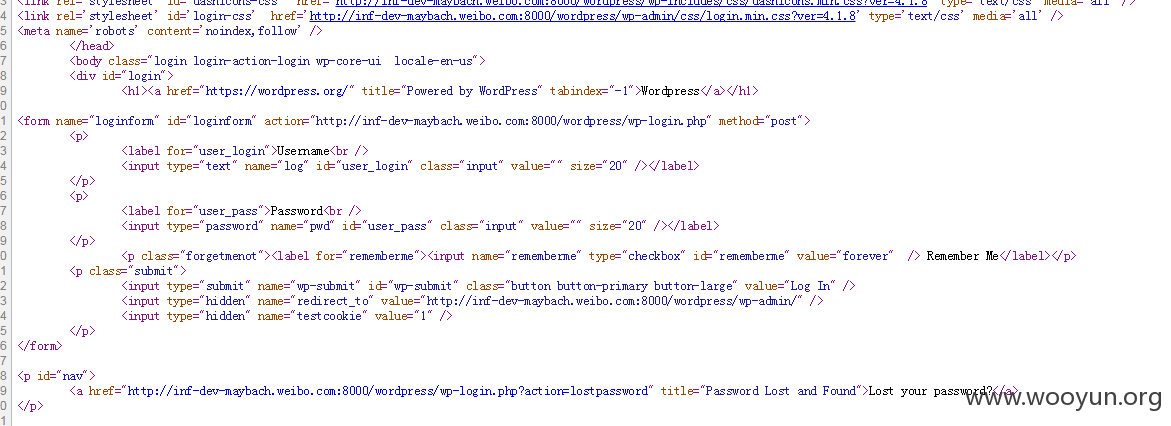 3 <link rel='stylesheet' id='dashicons-css' href='http://inf-dev-maybach.weibo.com:8000/wordpress/wp-includes/css/dashicons.min.css?ver=4.1.8' type='text/css' media='all' />
4 <link rel='stylesheet' id='login-css' href='http://inf-dev-maybach.weibo.com:8000/wordpress/wp-admin/css/login.min.css?ver=4.1.8' type='text/css' media='all' />
5 <meta name='robots' content='noindex,follow' />
6 </head>
7 <body class="login login-action-login wp-core-ui  locale-en-us">
8 <div id="login">
9 <h1><a href="https://wordpress.org/" title="Powered by WordPress" tabindex="-1">Wordpress</a></h1>
0
1 <form name="loginform" id="loginform" action="http://inf-dev-maybach.weibo.com:8000/wordpress/wp-login.php" method="post">
2 <p>
3 <label for="user_login">Username<br />
4 <input type="text" name="log" id="user_login" class="input" value="" size="20" /></label>
5 </p>
6 <p>
7 <label for="user_pass">Password<br />
8 <input type="password" name="pwd" id="user_pass" class="input" value="" size="20" /></label>
9 </p>
0 <p class="forgetmenot"><label for="rememberme"><input name="rememberme" type="checkbox" id="rememberme" value="forever"  /> Remember Me</label></p>
1 <p class="submit">
2 <input type="submit" name="wp-submit" id="wp-submit" class="button button-primary button-large" value="Log In" />
3 <input type="hidden" name="redirect_to" value="http://inf-dev-maybach.weibo.com:8000/wordpress/wp-admin/" />
4 <input type="hidden" name="testcookie" value="1" />
5 </p>
6 </form>
7
8 <p id="nav">
9 <a href="http://inf-dev-maybach.weibo.com:8000/wordpress/wp-login.php?action=lostpassword" title="Password Lost and Found">Lost your password?</a>
0 </p>
1
www.wooyun.org